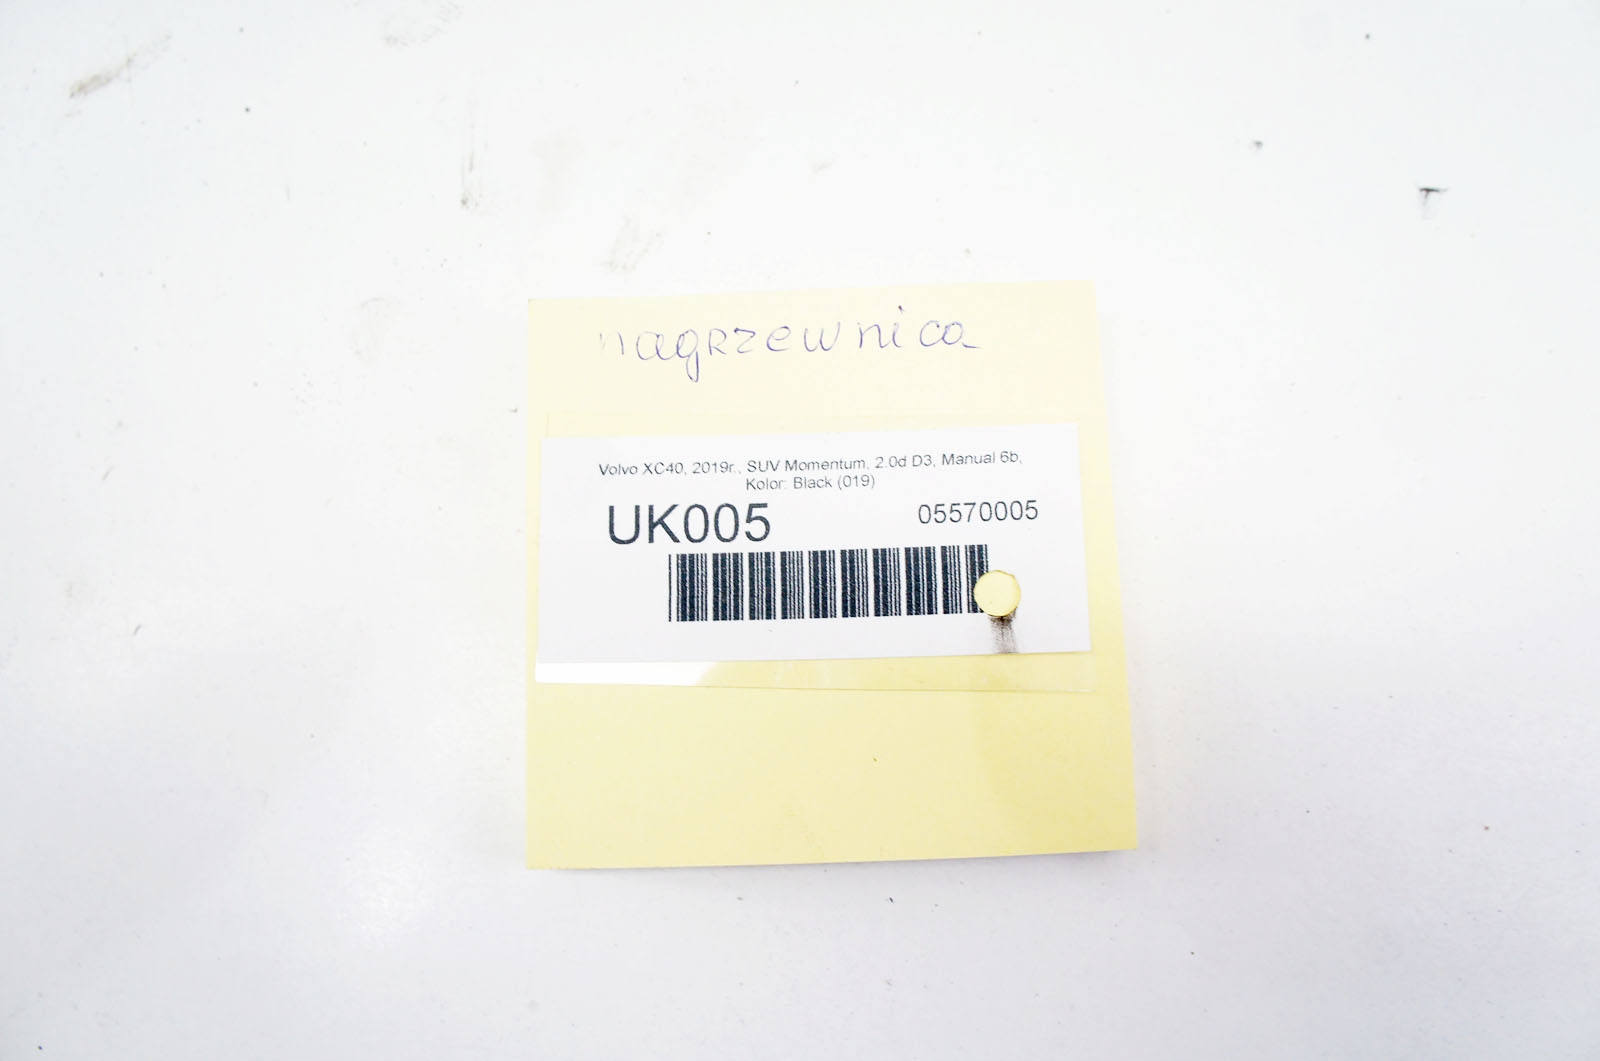 nagrzewnica
Volvo XC40, 2019r., SUV Momentum, 2.0d D3, Manual 6b,
Kolor: Black (019)
UK005 05570005